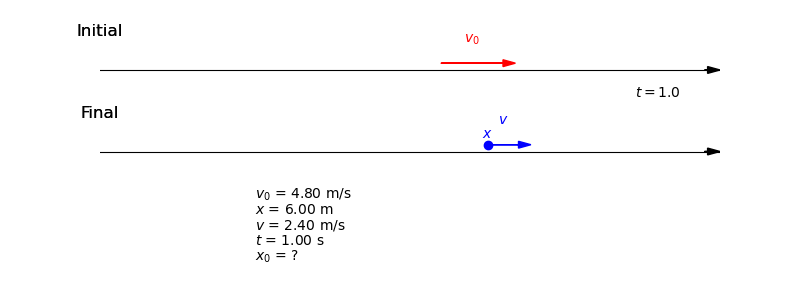 Initial
v₀
t = 1.0
Final
v
x
v₀ = 4.80 m/s
x = 6.00 m
v = 2.40 m/s
t = 1.00 s
x₀ = ?